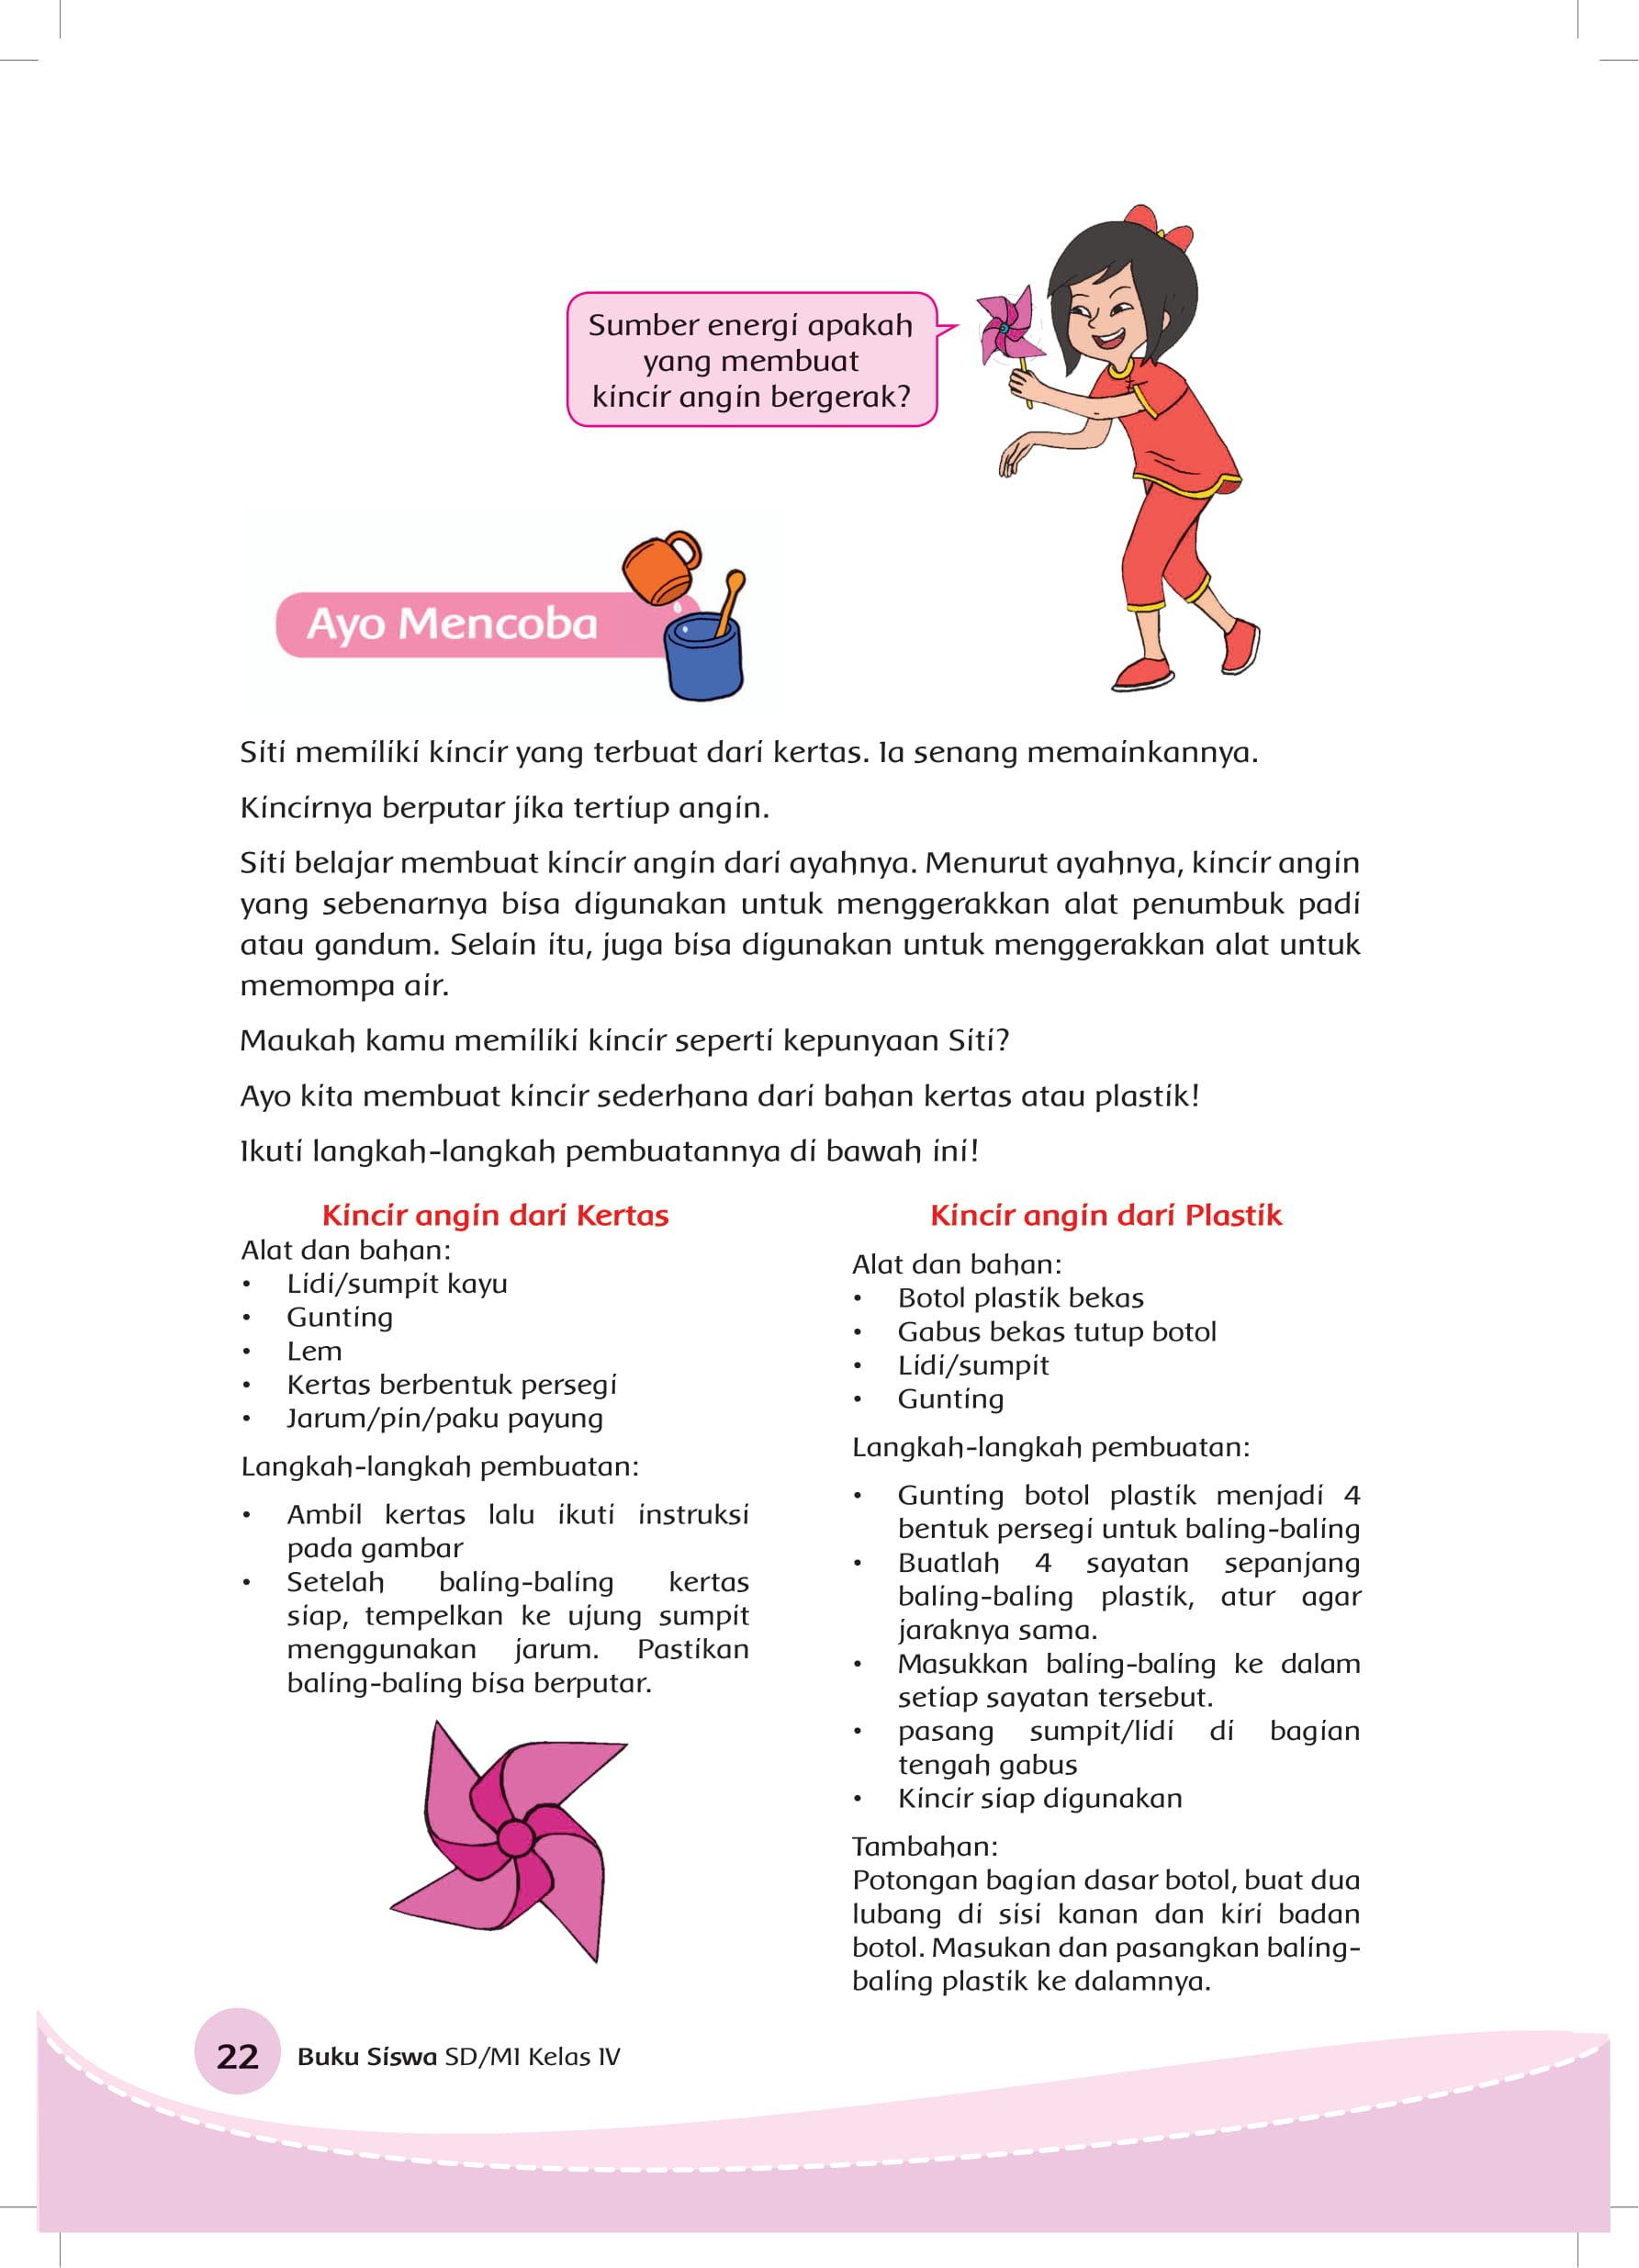 Sumber energi apakah
yang membuat
kincir angin bergerak?
Ayo Mencoba
Siti memiliki kincir yang terbuat dari kertas. Ia senang memainkannya.
Kincirnya berputar jika tertiup angin.
Siti belajar membuat kincir angin dari ayahnya. Menurut ayahnya, kincir angin
yang sebenarnya bisa digunakan untuk menggerakkan alat penumbuk padi
atau gandum. Selain itu, juga bisa digunakan untuk menggerakkan alat untuk
memompa air.
Maukah kamu memiliki kincir seperti kepunyaan Siti?
Ayo kita membuat kincir sederhana dari bahan kertas atau plastik!
Ikuti langkah-langkah pembuatannya di bawah ini!
Kincir angin dari Kertas
Alat dan bahan:
• Lidi/sumpit kayu
• Gunting
• Lem
• Kertas berbentuk persegi
• Jarum/pin/paku payung
Langkah-langkah pembuatan:
• Ambil kertas lalu ikuti instruksi
pada gambar
• Setelah baling-baling kertas
siap, tempelkan ke ujung sumpit
menggunakan jarum. Pastikan
baling-baling bisa berputar.
Kincir angin dari Plastik
Alat dan bahan:
• Botol plastik bekas
• Gabus bekas tutup botol
• Lidi/sumpit
• Gunting
Langkah-langkah pembuatan:
• Gunting botol plastik menjadi 4
bentuk persegi untuk baling-baling
• Buatlah 4 sayatan sepanjang
baling-baling plastik, atur agar
jaraknya sama.
• Masukkan baling-baling ke dalam
setiap sayatan tersebut.
• pasang sumpit/lidi di bagian
tengah gabus
• Kincir siap digunakan
Tambahan:
Potongan bagian dasar botol, buat dua
lubang di sisi kanan dan kiri badan
botol. Masukan dan pasangkan baling-
baling plastik ke dalamnya.
22 Buku Siswa SD/MI Kelas IV